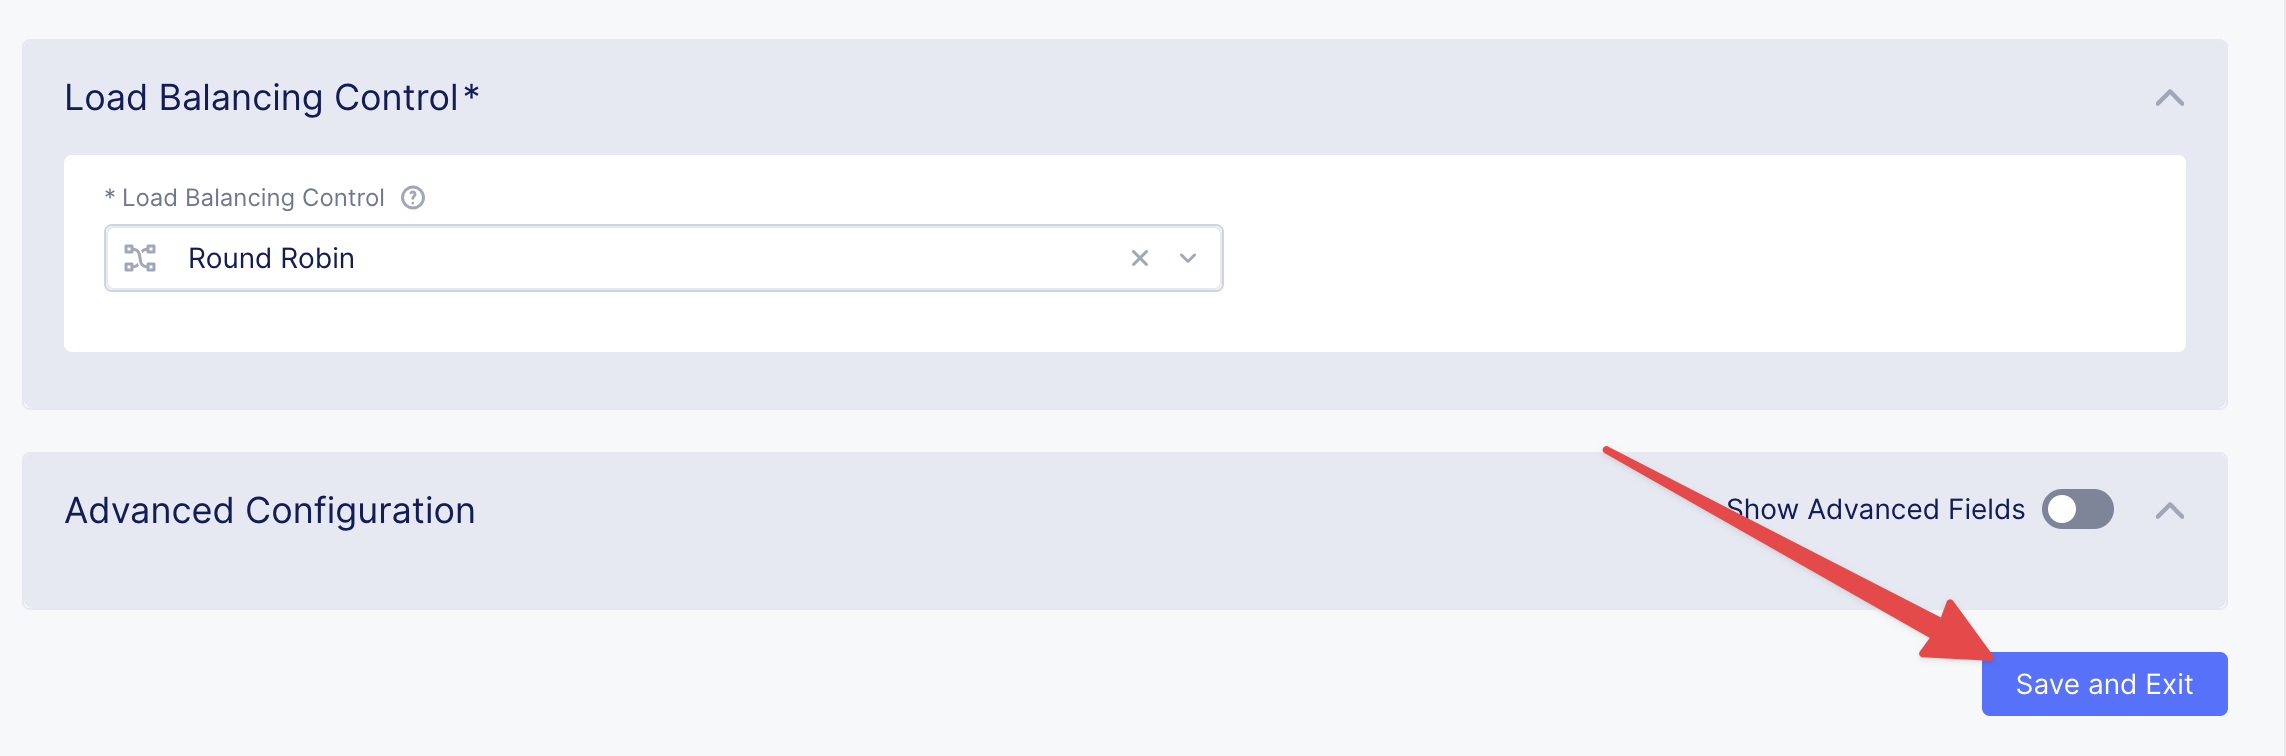 Load Balancing Control*
* Load Balancing Control
Round Robin
Advanced Configuration
Show Advanced Fields
Save and Exit